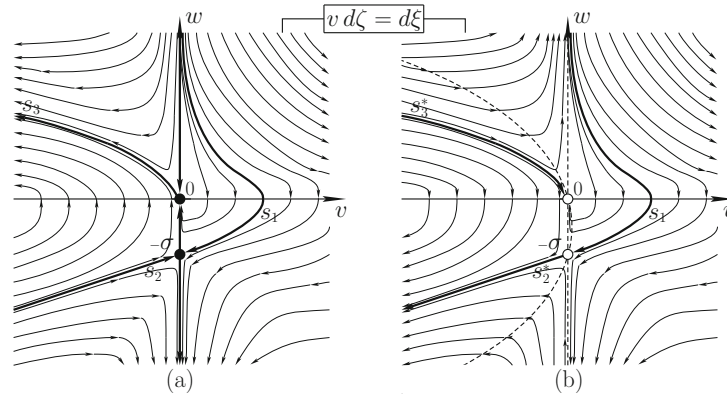 w v dζ = dξ w
s₃ s₃*
0 0
v v
s₁ s₁
−σ −σ
s₂ s₂*
(a) (b)